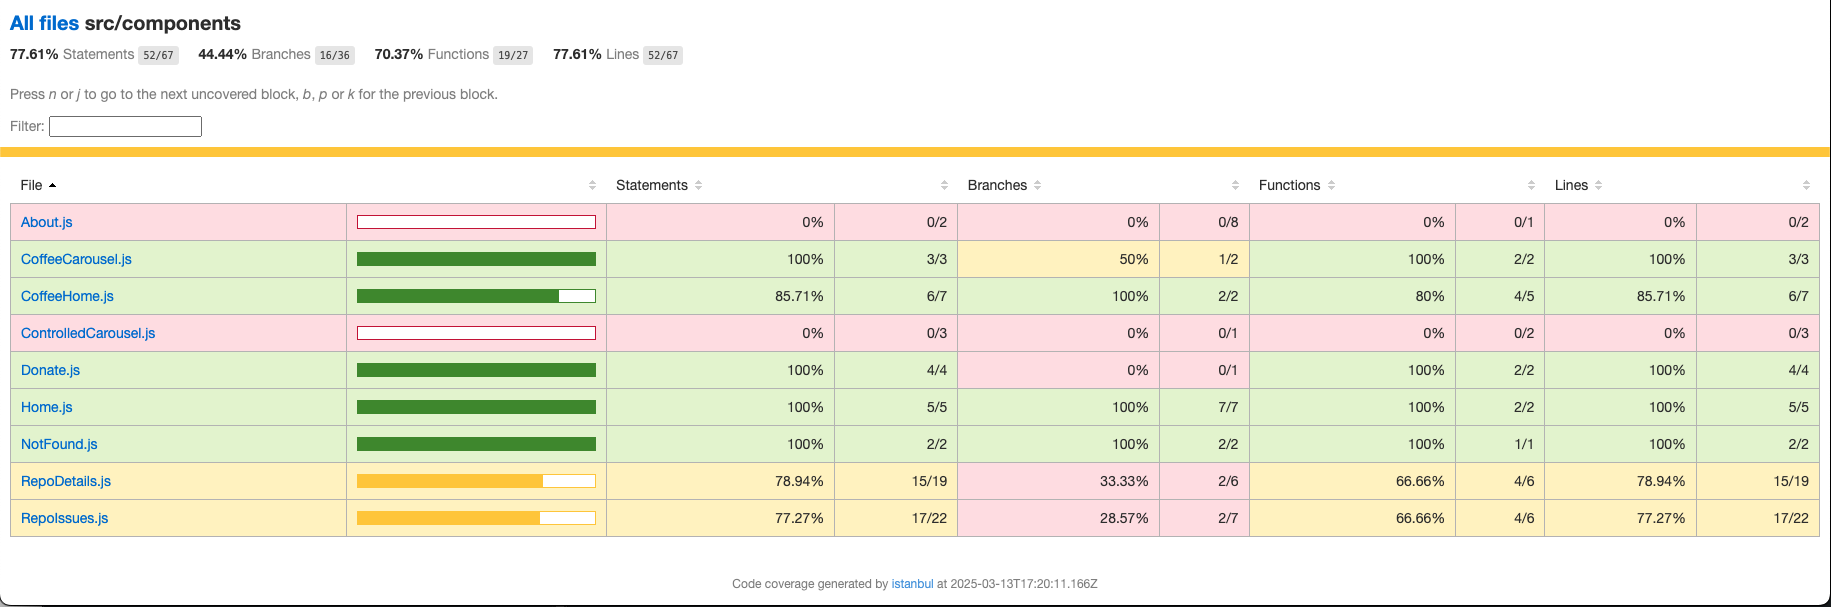 All files src/components
77.61% Statements 52/67 44.44% Branches 16/36 70.37% Functions 19/27 77.61% Lines 52/67
Press n or j to go to the next uncovered block, b, p or k for the previous block.
Filter:
File Statements Branches Functions Lines
About.js 0% 0/2 0% 0/8 0% 0/1 0% 0/2
CoffeeCarousel.js 100% 3/3 50% 1/2 100% 2/2 100% 3/3
CoffeeHome.js 85.71% 6/7 100% 2/2 80% 4/5 85.71% 6/7
ControlledCarousel.js 0% 0/3 0% 0/1 0% 0/2 0% 0/3
Donate.js 100% 4/4 0% 0/1 100% 2/2 100% 4/4
Home.js 100% 5/5 100% 7/7 100% 2/2 100% 5/5
NotFound.js 100% 2/2 100% 2/2 100% 1/1 100% 2/2
RepoDetails.js 78.94% 15/19 33.33% 2/6 66.66% 4/6 78.94% 15/19
RepoIssues.js 77.27% 17/22 28.57% 2/7 66.66% 4/6 77.27% 17/22
Code coverage generated by istanbul at 2025-03-13T17:20:11.166Z